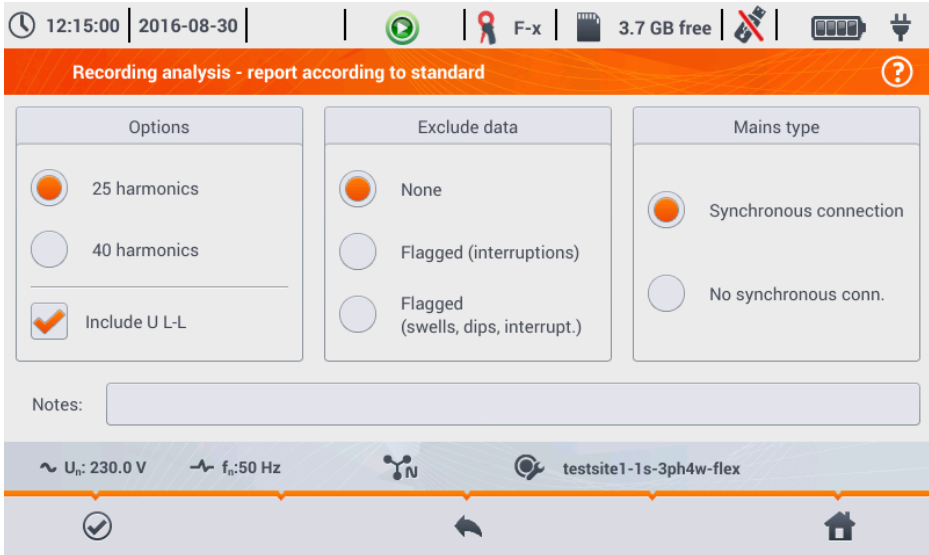 12:15:00 2016-08-30 F-x 3.7 GB free
Recording analysis - report according to standard ?
Options
25 harmonics
40 harmonics
Include U L-L
Exclude data
None
Flagged (interruptions)
Flagged
(swells, dips, interrupt.)
Mains type
Synchronous connection
No synchronous conn.
Notes:
Uₙ: 230.0 V fₙ:50 Hz N testsite1-1s-3ph4w-flex